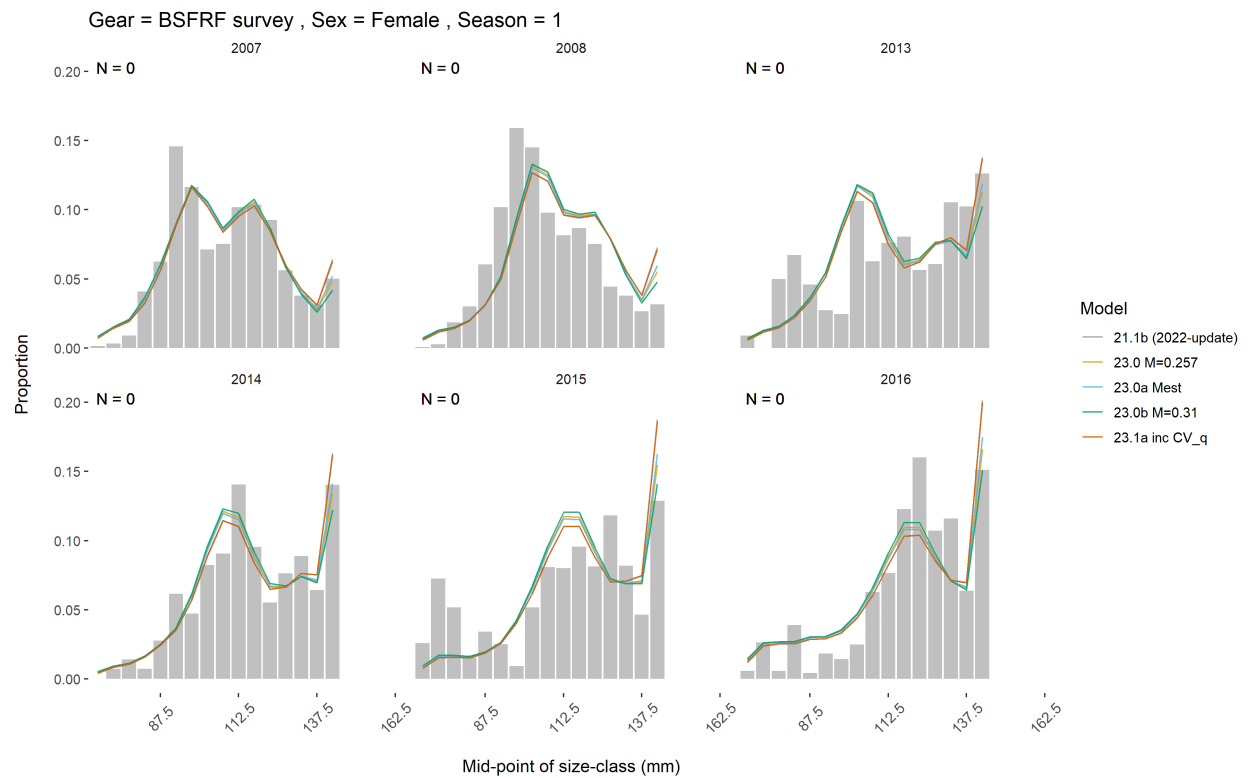 Gear = BSFRF survey , Sex = Female , Season = 1
2007
2008
2013
N = 0
N = 0
N = 0
0.20
0.15
0.10
0.05
0.00
2014
2015
2016
N = 0
N = 0
N = 0
0.20
0.15
0.10
0.05
0.00
Proportion
87.5
112.5
137.5
162.5
87.5
112.5
137.5
162.5
87.5
112.5
137.5
162.5
Mid-point of size-class (mm)
Model
21.1b (2022-update)
23.0 M=0.257
23.0a Mest
23.0b M=0.31
23.1a inc CV_q